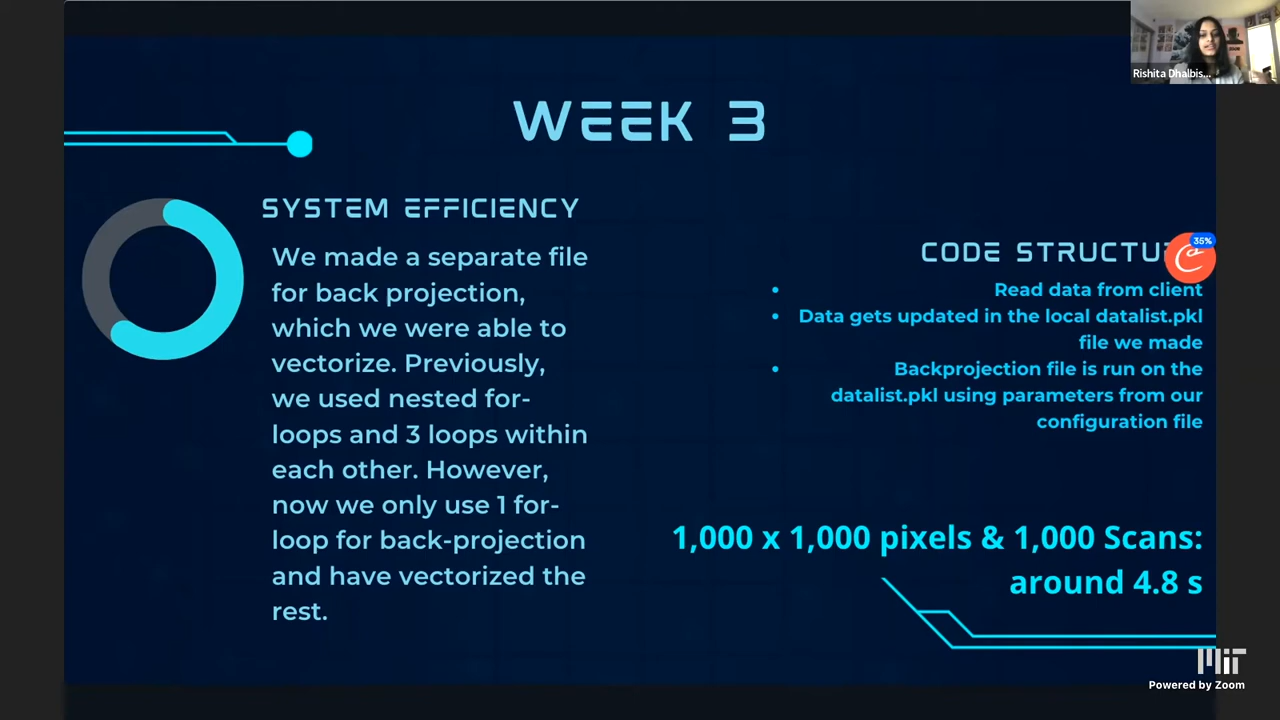 Rishita Dhalbis...
WEEK 3
SYSTEM EFFICIENCY
We made a separate file
for back projection,
which we were able to
vectorize. Previously,
we used nested for-
loops and 3 loops within
each other. However,
now we only use 1 for-
loop for back-projection
and have vectorized the
rest.
CODE STRUCTU
35%
• Read data from client
• Data gets updated in the local datalist.pkl
file we made
• Backprojection file is run on the
datalist.pkl using parameters from our
configuration file
1,000 x 1,000 pixels & 1,000 Scans:
around 4.8 s
MIT
Powered by Zoom